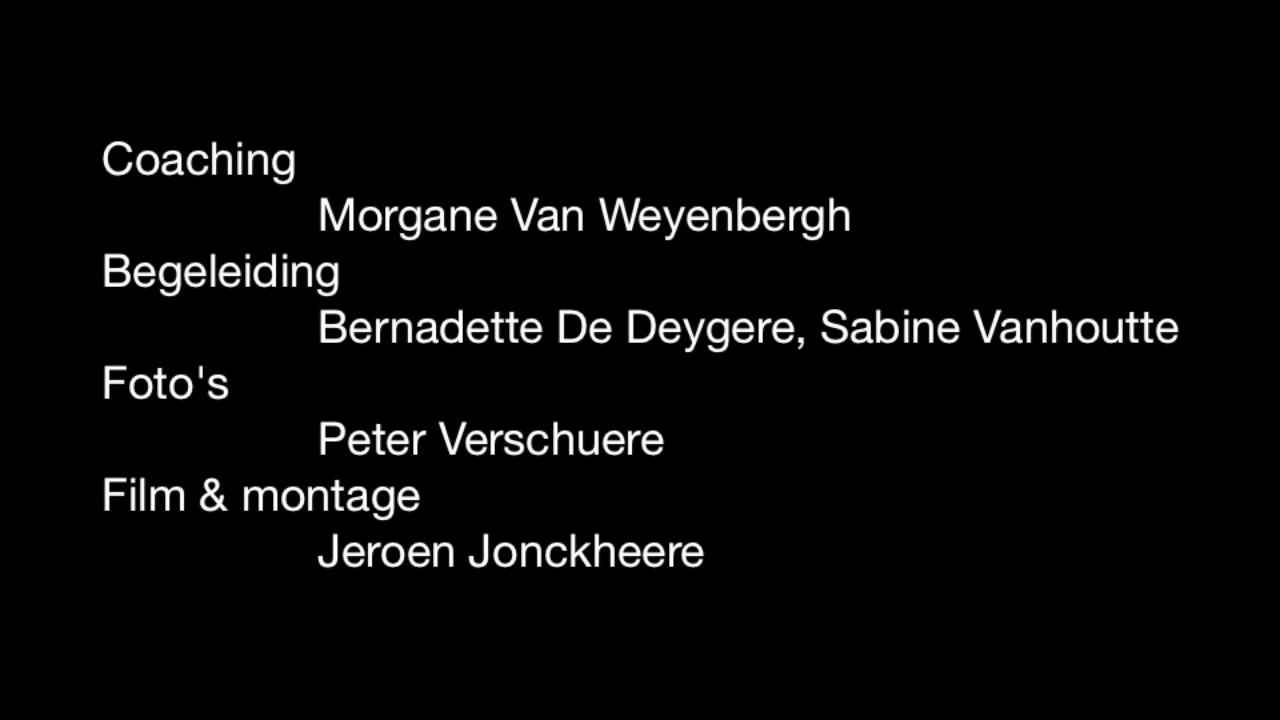 Coaching
Morgane Van Weyenbergh
Begeleiding
Bernadette De Deygere, Sabine Vanhoutte
Foto's
Peter Verschuere
Film & montage
Jeroen Jonckheere